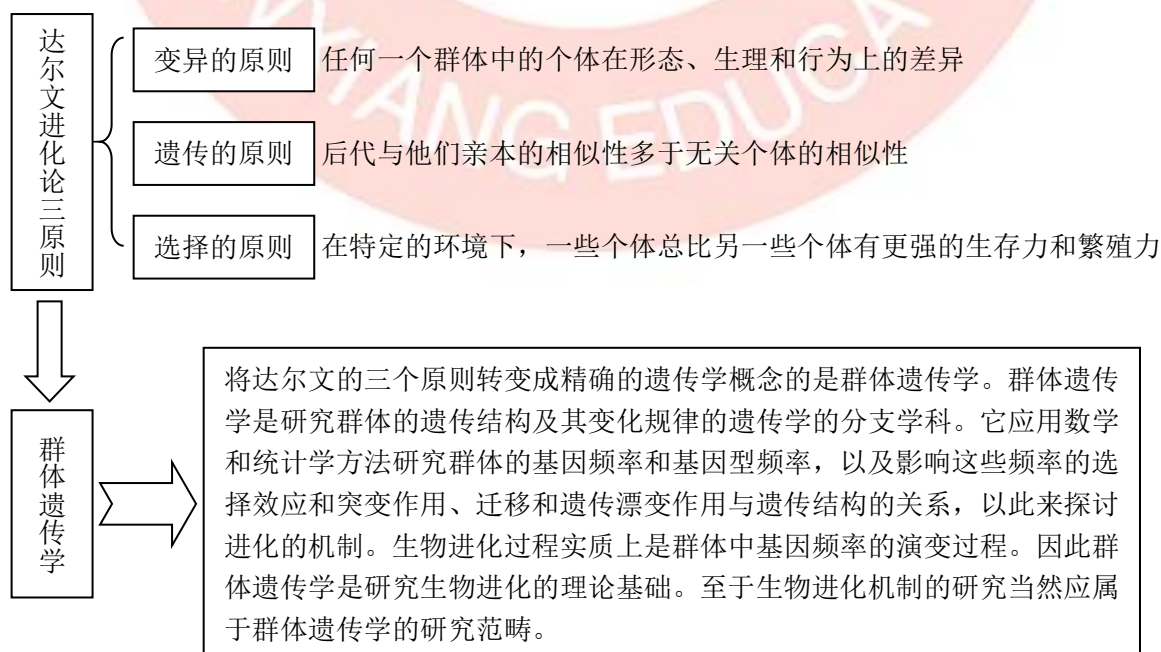 达尔文进化论三原则
变异的原则 任何一个群体中的个体在形态、生理和行为上的差异
遗传的原则 后代与他们亲本的相似性多于无关个体的相似性
选择的原则 在特定的环境下，一些个体总比另一些个体有更强的生存力和繁殖力
群体遗传学
将达尔文的三个原则转变成精确的遗传学概念的是群体遗传学。群体遗传
学是研究群体的遗传结构及其变化规律的遗传学的分支学科。它应用数学
和统计学方法研究群体的基因频率和基因型频率，以及影响这些频率的选
择效应和突变作用、迁移和遗传漂变作用与遗传结构的关系，以此来探讨
进化的机制。生物进化过程实质上是群体中基因频率的演变过程。因此群
体遗传学是研究生物进化的理论基础。至于生物进化机制的研究当然应属
于群体遗传学的研究范畴。
YANG EDUCA